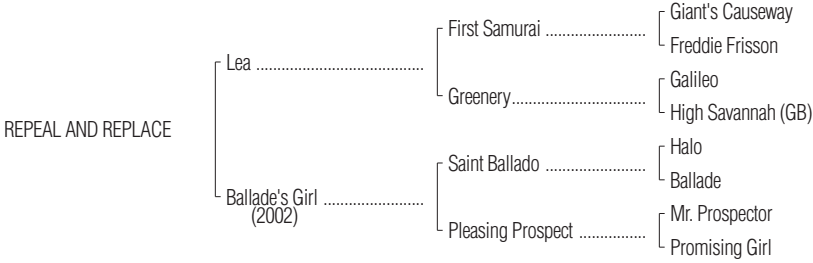 Giant's Causeway
First Samurai ........................
Freddie Frisson
Lea ........................................
Galileo
Greenery................................
High Savannah (GB)
REPEAL AND REPLACE
Halo
Saint Ballado ........................
Ballade
Ballade's Girl ........................
(2002)
Mr. Prospector
Pleasing Prospect ................
Promising Girl